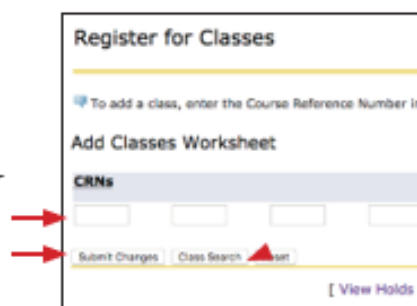 Register for Classes
To add a class, enter the Course Reference Number
Add Classes Worksheet
CRNs
Submit Changes Class Search
[ View Holds